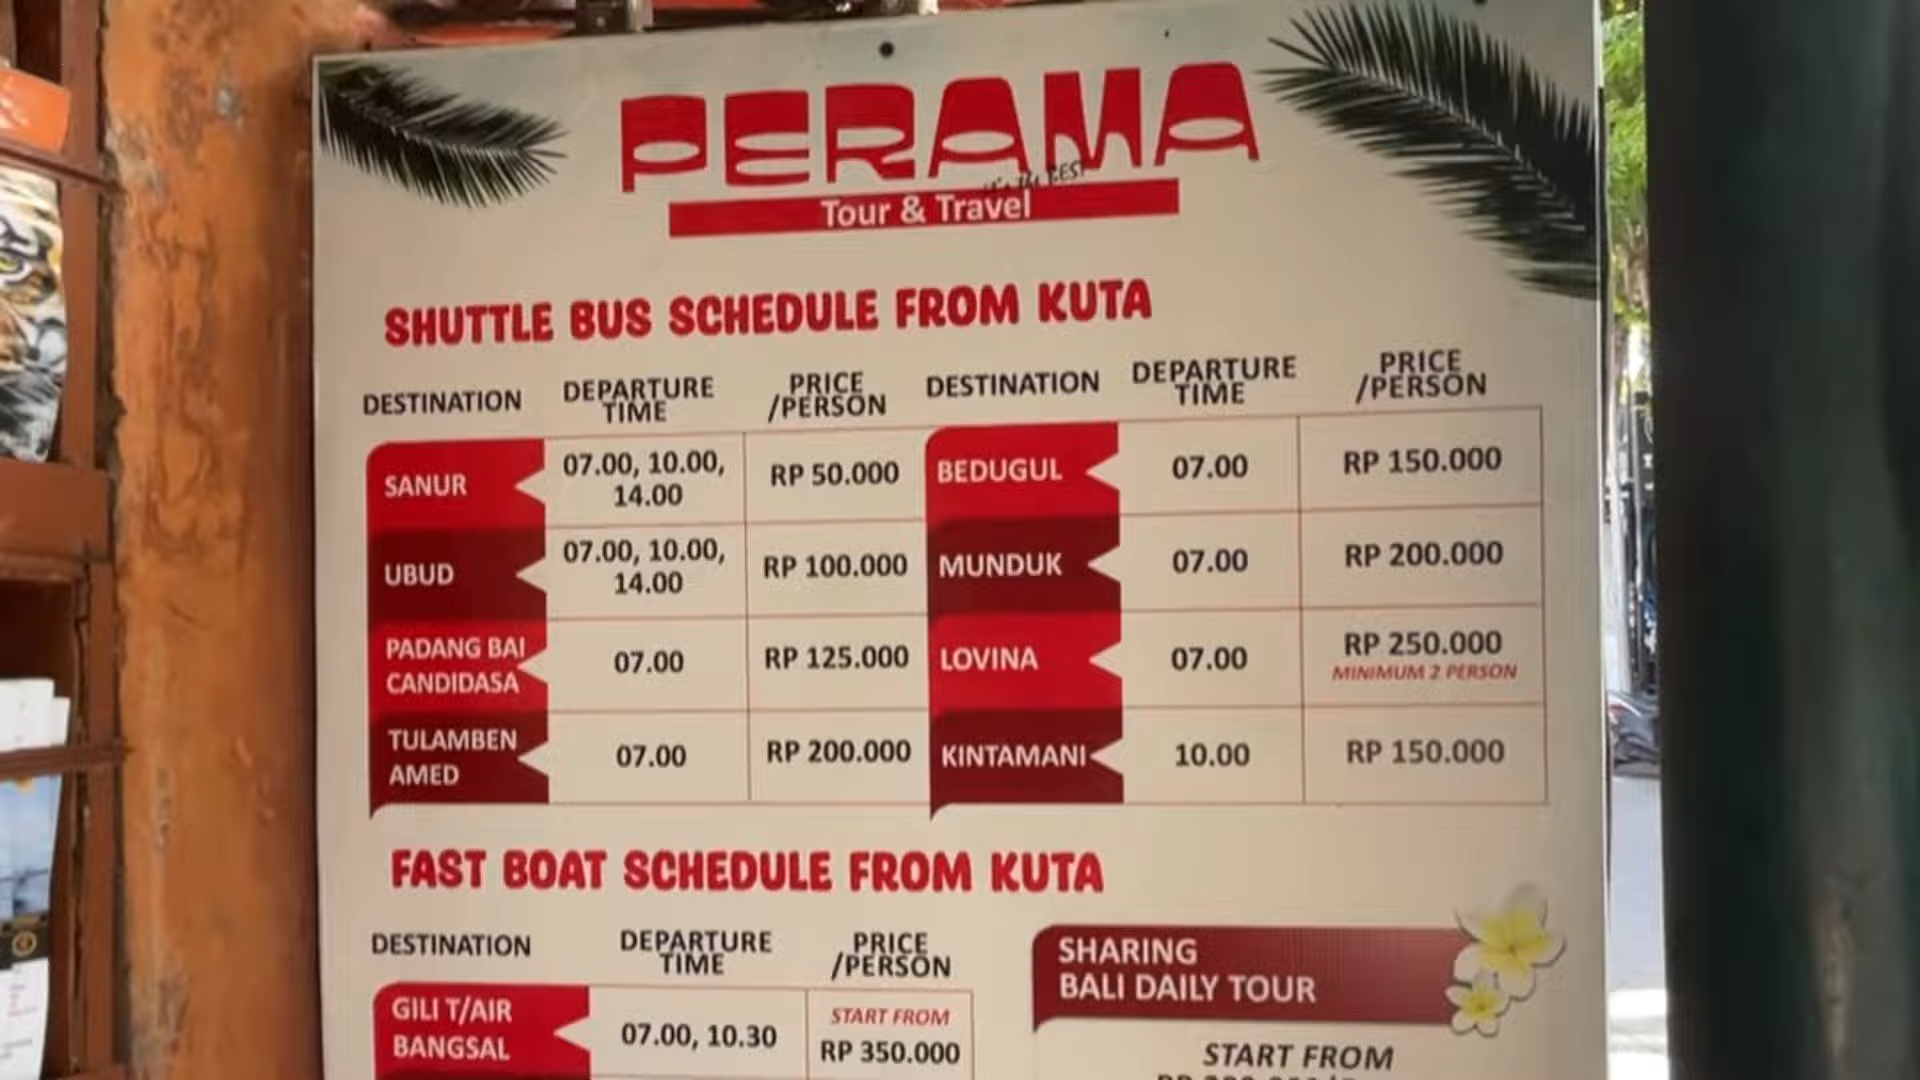 PERAMA
it's the BEST
Tour & Travel
SHUTTLE BUS SCHEDULE FROM KUTA
DESTINATION
DEPARTURE
TIME
PRICE
/PERSON
DESTINATION
DEPARTURE
TIME
PRICE
/PERSON
SANUR
07.00, 10.00,
14.00
RP 50.000
BEDUGUL
07.00
RP 150.000
UBUD
07.00, 10.00,
14.00
RP 100.000
MUNDUK
07.00
RP 200.000
PADANG BAI
CANDIDASA
07.00
RP 125.000
LOVINA
07.00
RP 250.000
MINIMUM 2 PERSON
TULAMBEN
AMED
07.00
RP 200.000
KINTAMANI
10.00
RP 150.000
FAST BOAT SCHEDULE FROM KUTA
DESTINATION
DEPARTURE
TIME
PRICE
/PERSON
GILI T/AIR
BANGSAL
07.00, 10.30
START FROM
RP 350.000
SHARING
BALI DAILY TOUR
START FROM